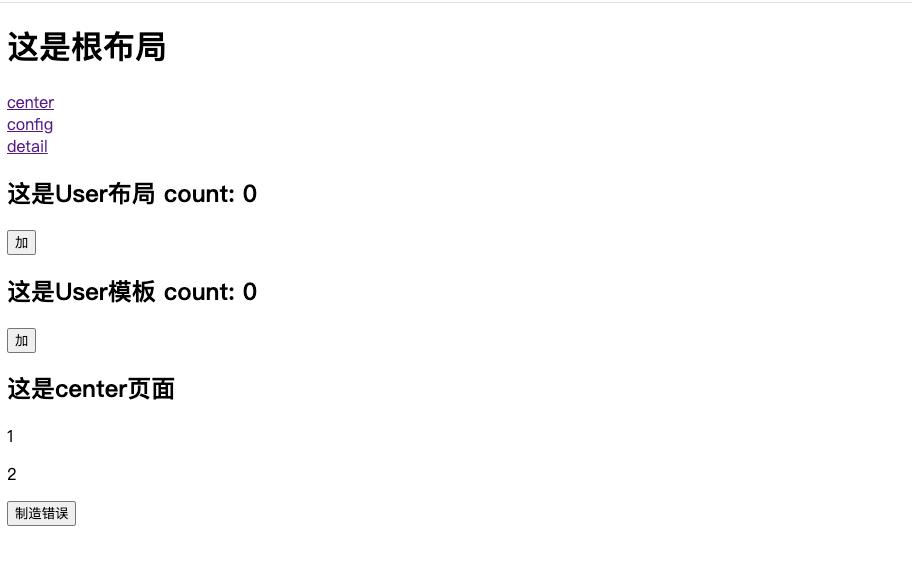 这是根布局
center
config
detail
这是User布局 count: 0
加
这是User模板 count: 0
加
这是center页面
1
2
制造错误